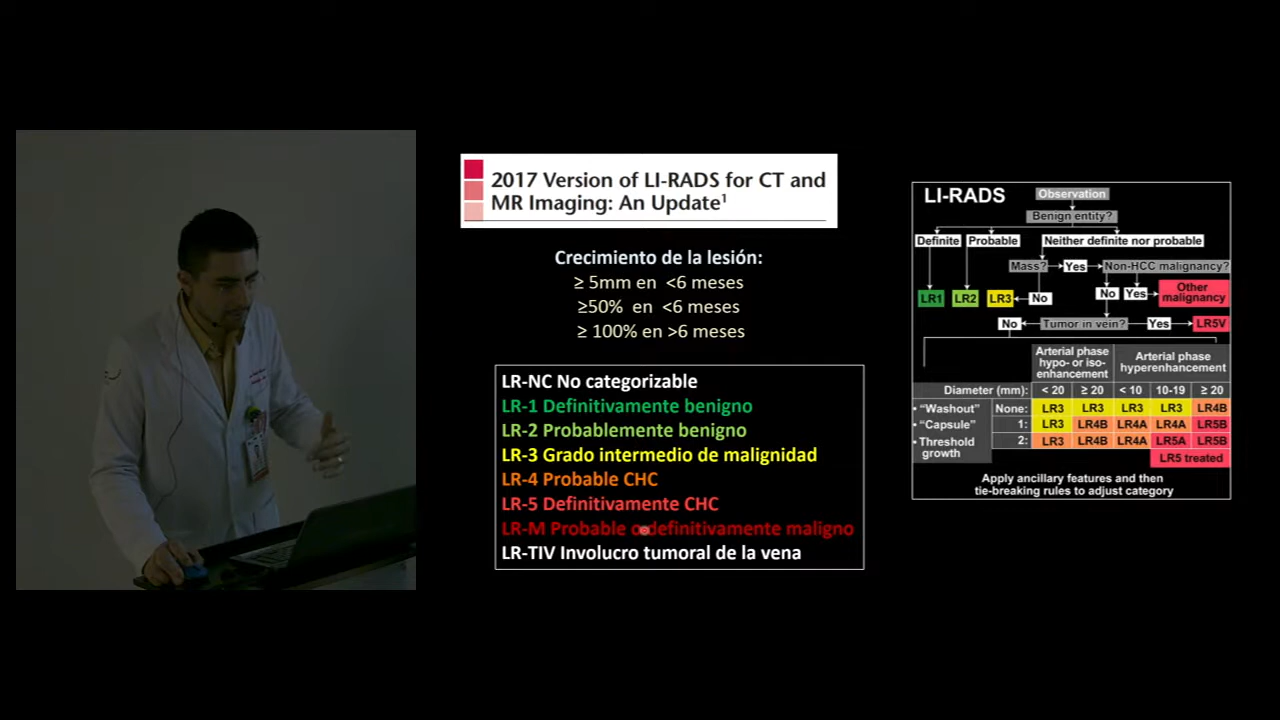 2017 Version of LI-RADS for CT and
MR Imaging: An Update¹
Crecimiento de la lesión:
≥ 5mm en <6 meses
≥50% en <6 meses
≥ 100% en >6 meses
LR-NC No categorizable
LR-1 Definitivamente benigno
LR-2 Probablemente benigno
LR-3 Grado intermedio de malignidad
LR-4 Probable CHC
LR-5 Definitivamente CHC
LR-M Probable o definitivamente maligno
LR-TIV Involucro tumoral de la vena
LI-RADS
Observation
Benign entity?
Definite Probable Neither definite nor probable
Mass? Yes Non-HCC malignancy?
LR1 LR2 LR3 No No Yes Other malignancy
No Tumor in vein? Yes LR5V
Arterial phase hypo- or iso-enhancement Arterial phase hyperenhancement
Diameter (mm): < 20 ≥ 20 < 10 10-19 ≥ 20
• “Washout” None: LR3 LR3 LR3 LR3 LR4B
• “Capsule” 1: LR3 LR4B LR4A LR4A LR5B
• Threshold growth 2: LR3 LR4B LR4A LR5A LR5B
LR5 treated
Apply ancillary features and then
tie-breaking rules to adjust category